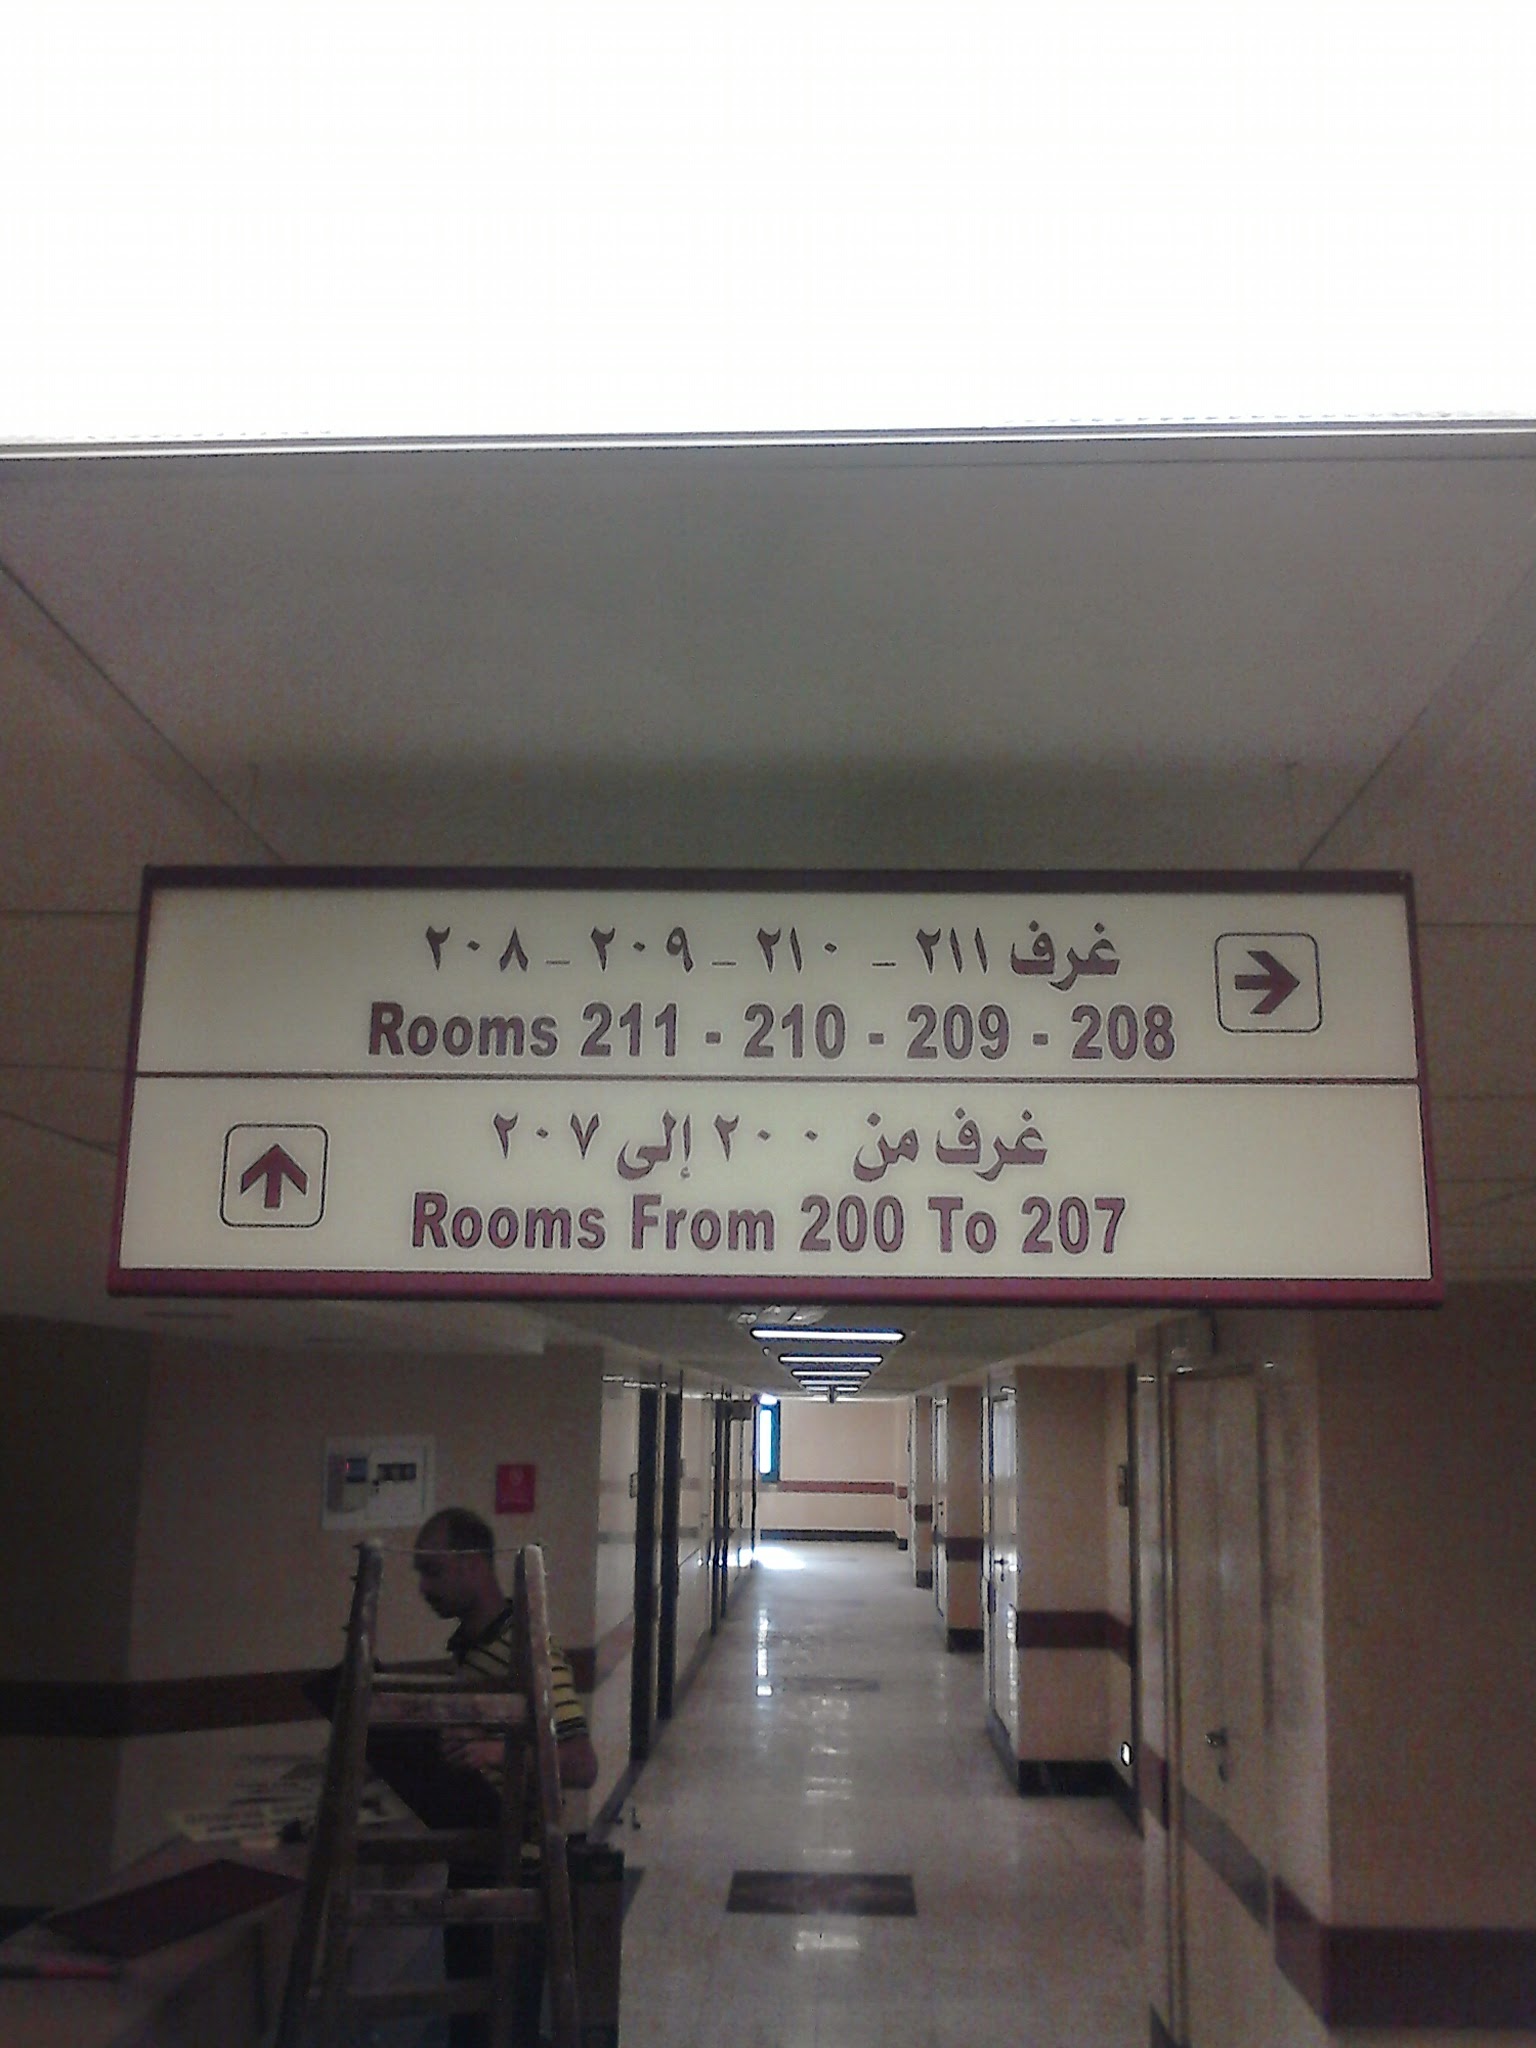 غرف ٢١١ - ٢١٠ - ٢٠٩ - ٢٠٨
Rooms 211 - 210 - 209 - 208
غرف من ٢٠٠ إلى ٢٠٧
Rooms From 200 To 207